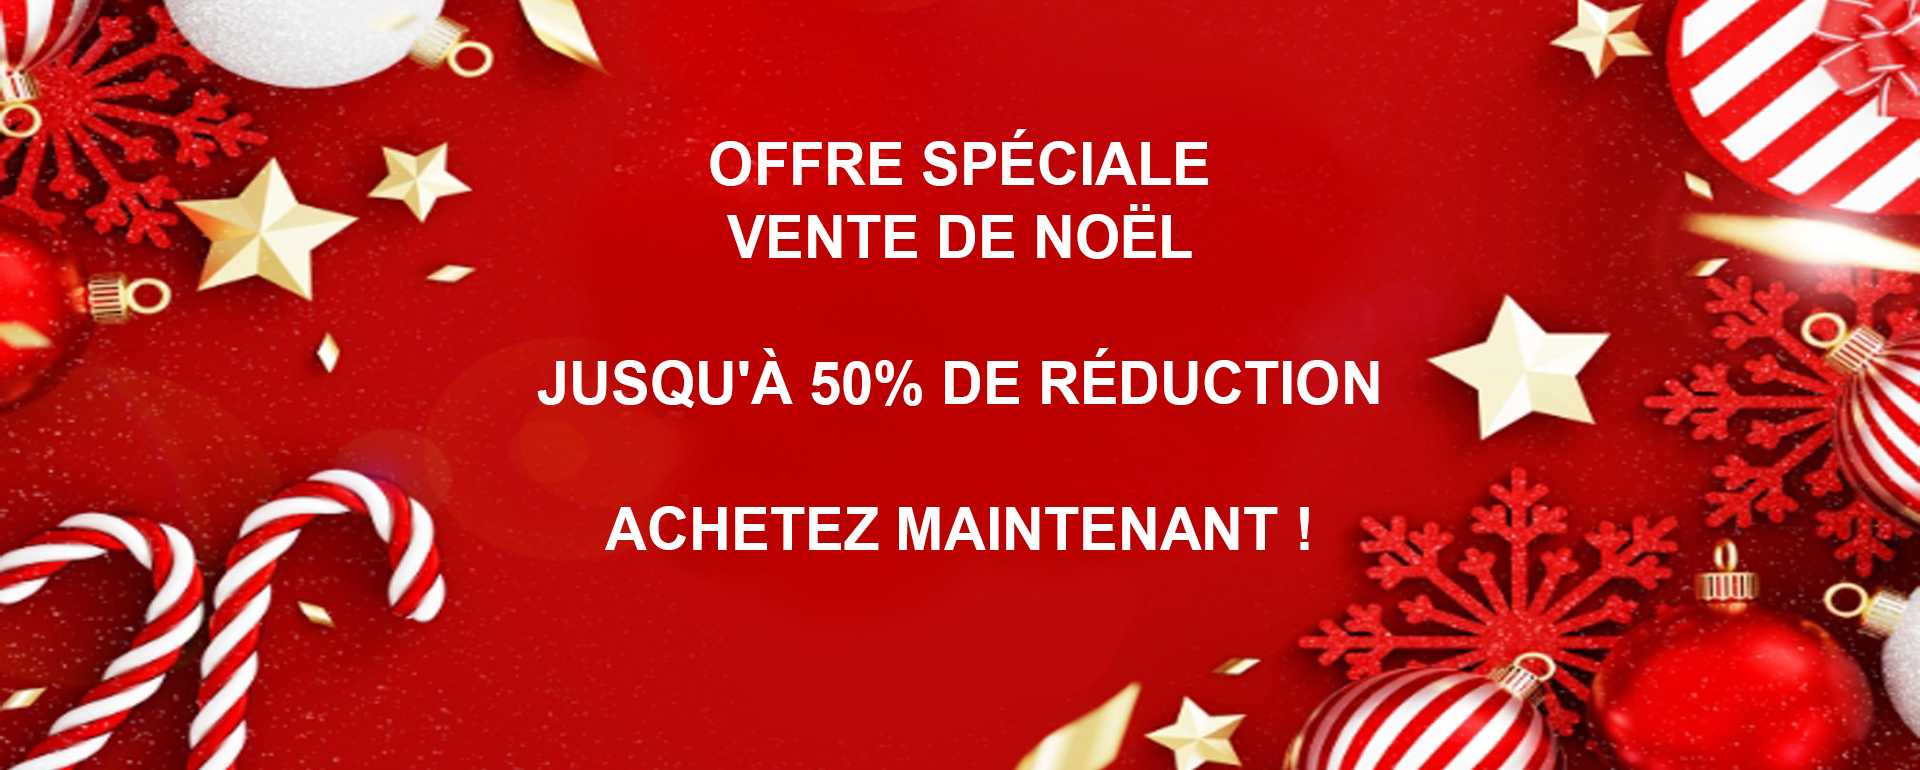 OFFRE SPÉCIALE
VENTE DE NOËL
JUSQU'À 50% DE RÉDUCTION
ACHETEZ MAINTENANT !